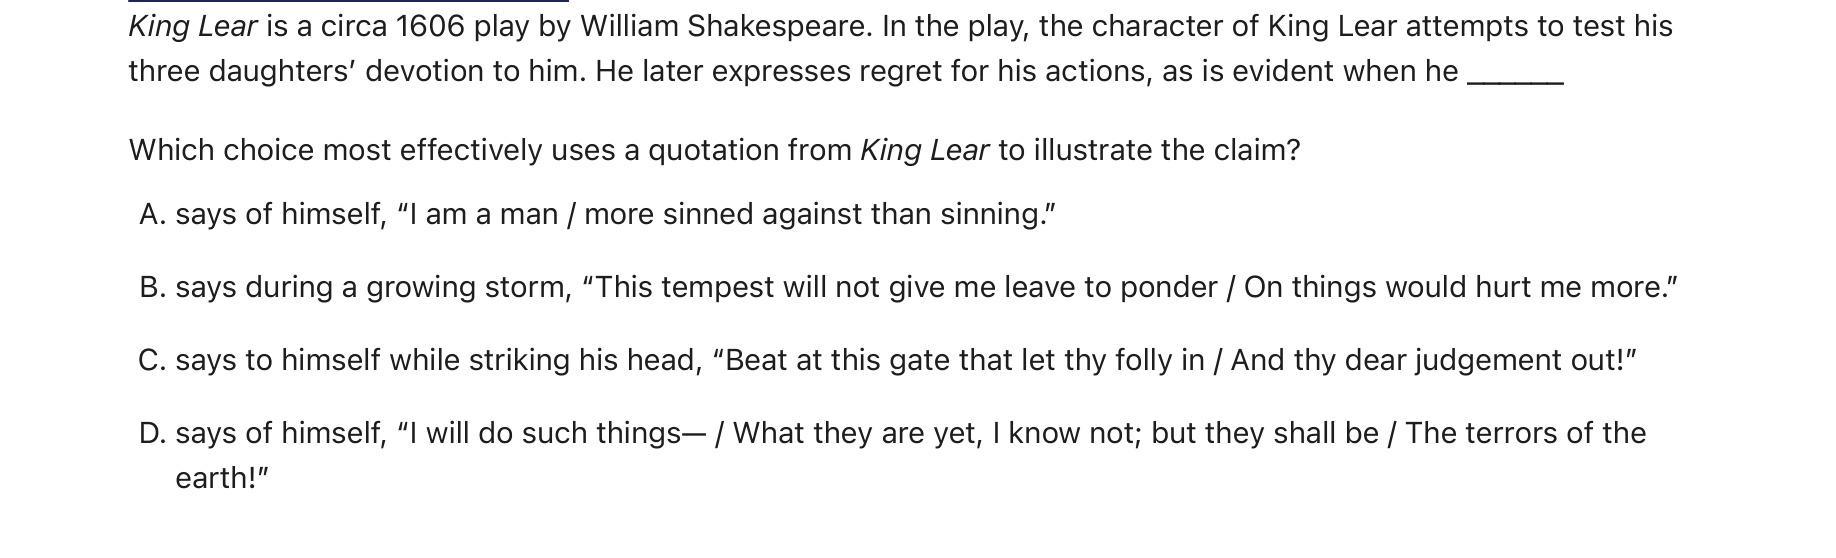 King Lear is a circa 1606 play by William Shakespeare. In the play, the character of King Lear attempts to test his
three daughters’ devotion to him. He later expresses regret for his actions, as is evident when he ______
Which choice most effectively uses a quotation from King Lear to illustrate the claim?
A. says of himself, “I am a man / more sinned against than sinning.”
B. says during a growing storm, “This tempest will not give me leave to ponder / On things would hurt me more.”
C. says to himself while striking his head, “Beat at this gate that let thy folly in / And thy dear judgement out!”
D. says of himself, “I will do such things— / What they are yet, I know not; but they shall be / The terrors of the
earth!”